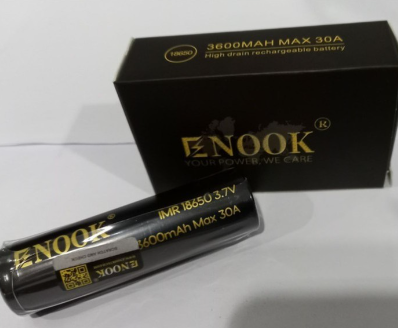 18650
3600MAH MAX 30A
High drain rechargeable battery
ENOOK®
YOUR POWER, WE CARE
ENOOK®
IMR 18650 3.7V
3600mAh Max 30A
ENOOK